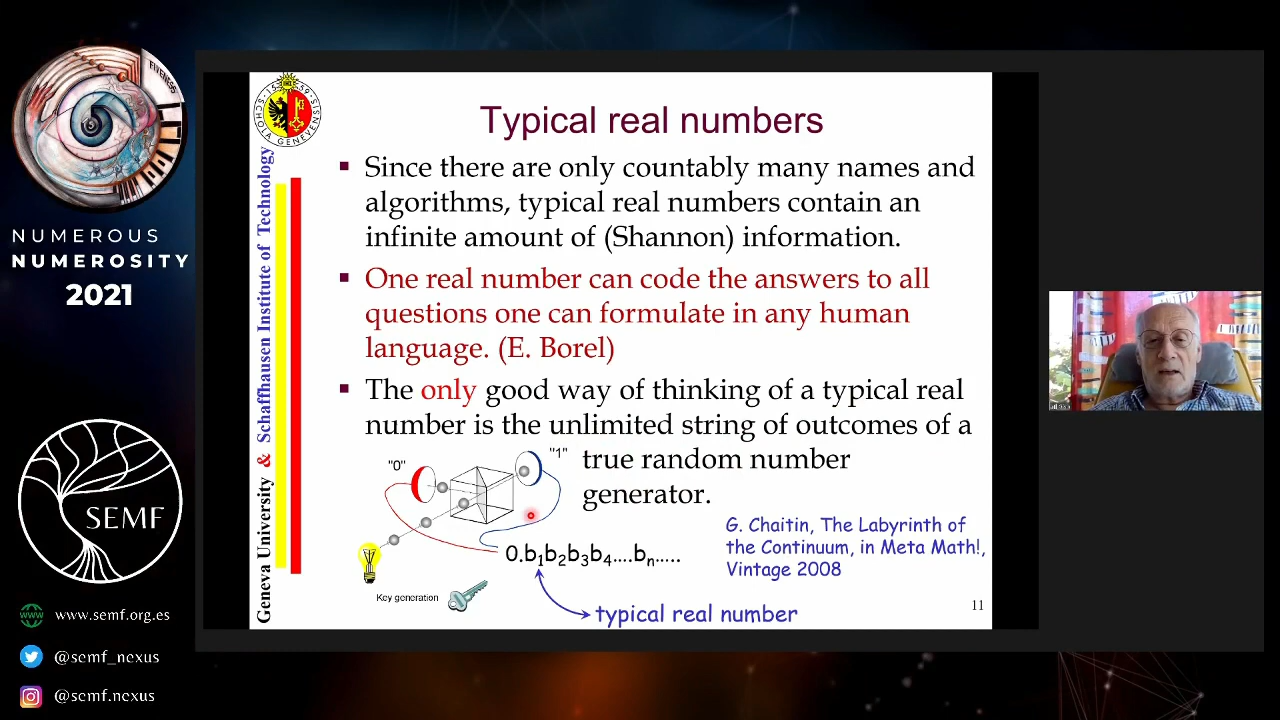 FIVENESS
NUMEROUS
NUMEROSITY
2021
SEMF
www.semf.org.es
@semf_nexus
@semf.nexus
SCHOLA GENEVENSIS 1559
Geneva University & Schaffhausen Institute of Technology
Typical real numbers
▪ Since there are only countably many names and
algorithms, typical real numbers contain an
infinite amount of (Shannon) information.
▪ One real number can code the answers to all
questions one can formulate in any human
language. (E. Borel)
▪ The only good way of thinking of a typical real
number is the unlimited string of outcomes of a
true random number
generator.
"0"
"1"
0.b₁b₂b₃b₄....bₙ.....
Key generation
typical real number
G. Chaitin, The Labyrinth of
the Continuum, in Meta Math!,
Vintage 2008
11